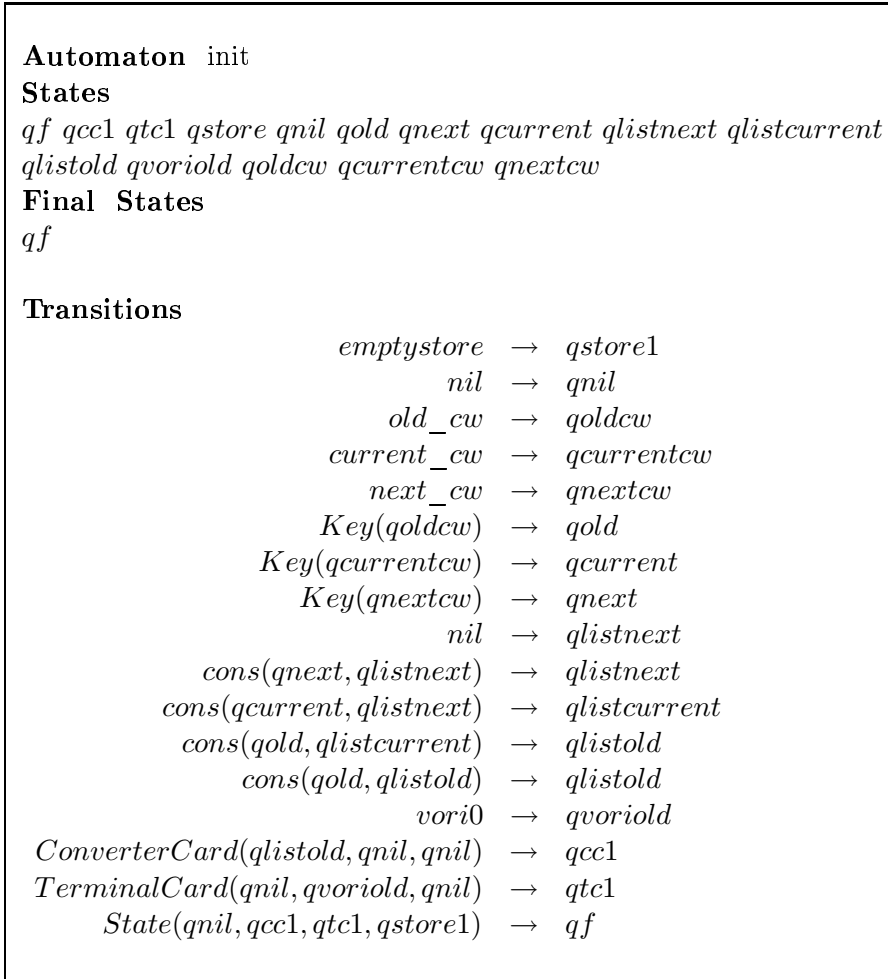 Automaton init
States
qf qcc1 qtc1 qstore qnil qold qnext qcurrent qlistnext qlistcurrent
qlistold qvoriold qoldcw qcurrentcw qnextcw
Final States
qf
Transitions
emptystore → qstore1
nil → qnil
old_cw → qoldcw
current_cw → qcurrentcw
next_cw → qnextcw
Key(qoldcw) → qold
Key(qcurrentcw) → qcurrent
Key(qnextcw) → qnext
nil → qlistnext
cons(qnext, qlistnext) → qlistnext
cons(qcurrent, qlistnext) → qlistcurrent
cons(qold, qlistcurrent) → qlistold
cons(qold, qlistold) → qlistold
vori0 → qvoriold
ConverterCard(qlistold, qnil, qnil) → qcc1
TerminalCard(qnil, qvoriold, qnil) → qtc1
State(qnil, qcc1, qtc1, qstore1) → qf